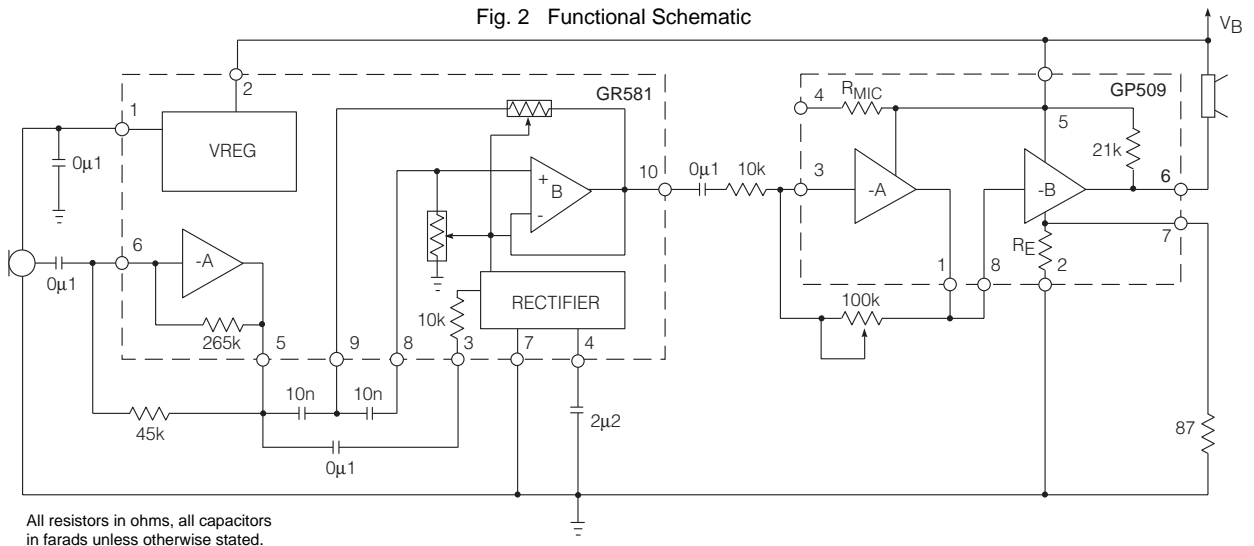 Fig. 2 Functional Schematic
VB
2
GR581
GP509
1
4
RMIC
5
VREG
0µ1
21k
+
B
-
10
0µ1
10k
3
-A
-B
6
7
6
-A
0µ1
RE
2
1
8
RECTIFIER
10k
100k
265k
5
9
8
3
7
4
10n
10n
45k
2µ2
87
0µ1
All resistors in ohms, all capacitors
in farads unless otherwise stated.